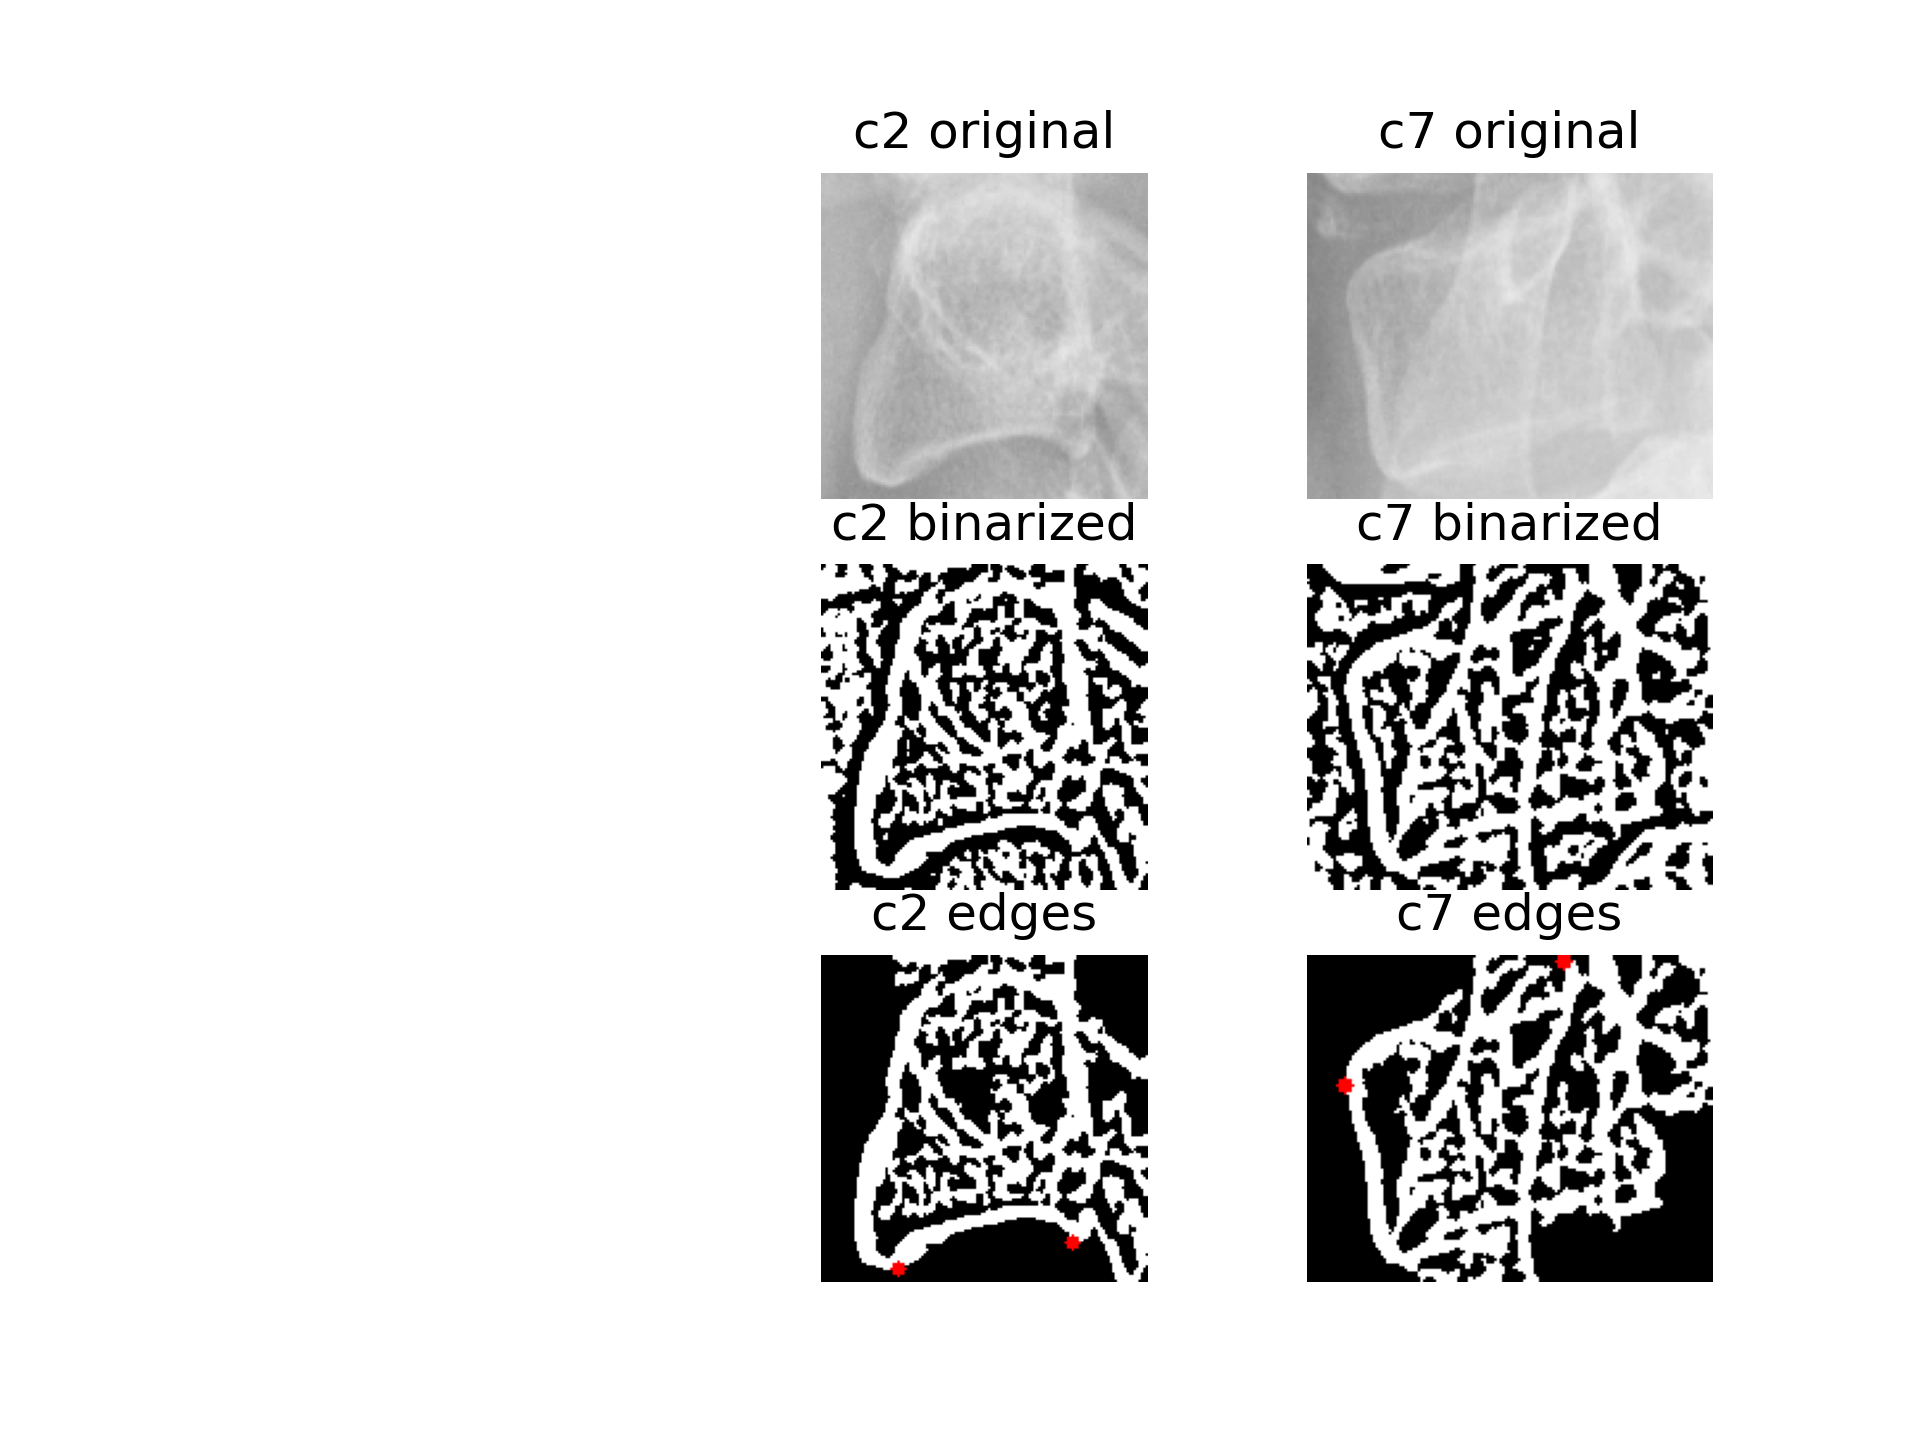 c2 original
c7 original
c2 binarized
c7 binarized
c2 edges
c7 edges